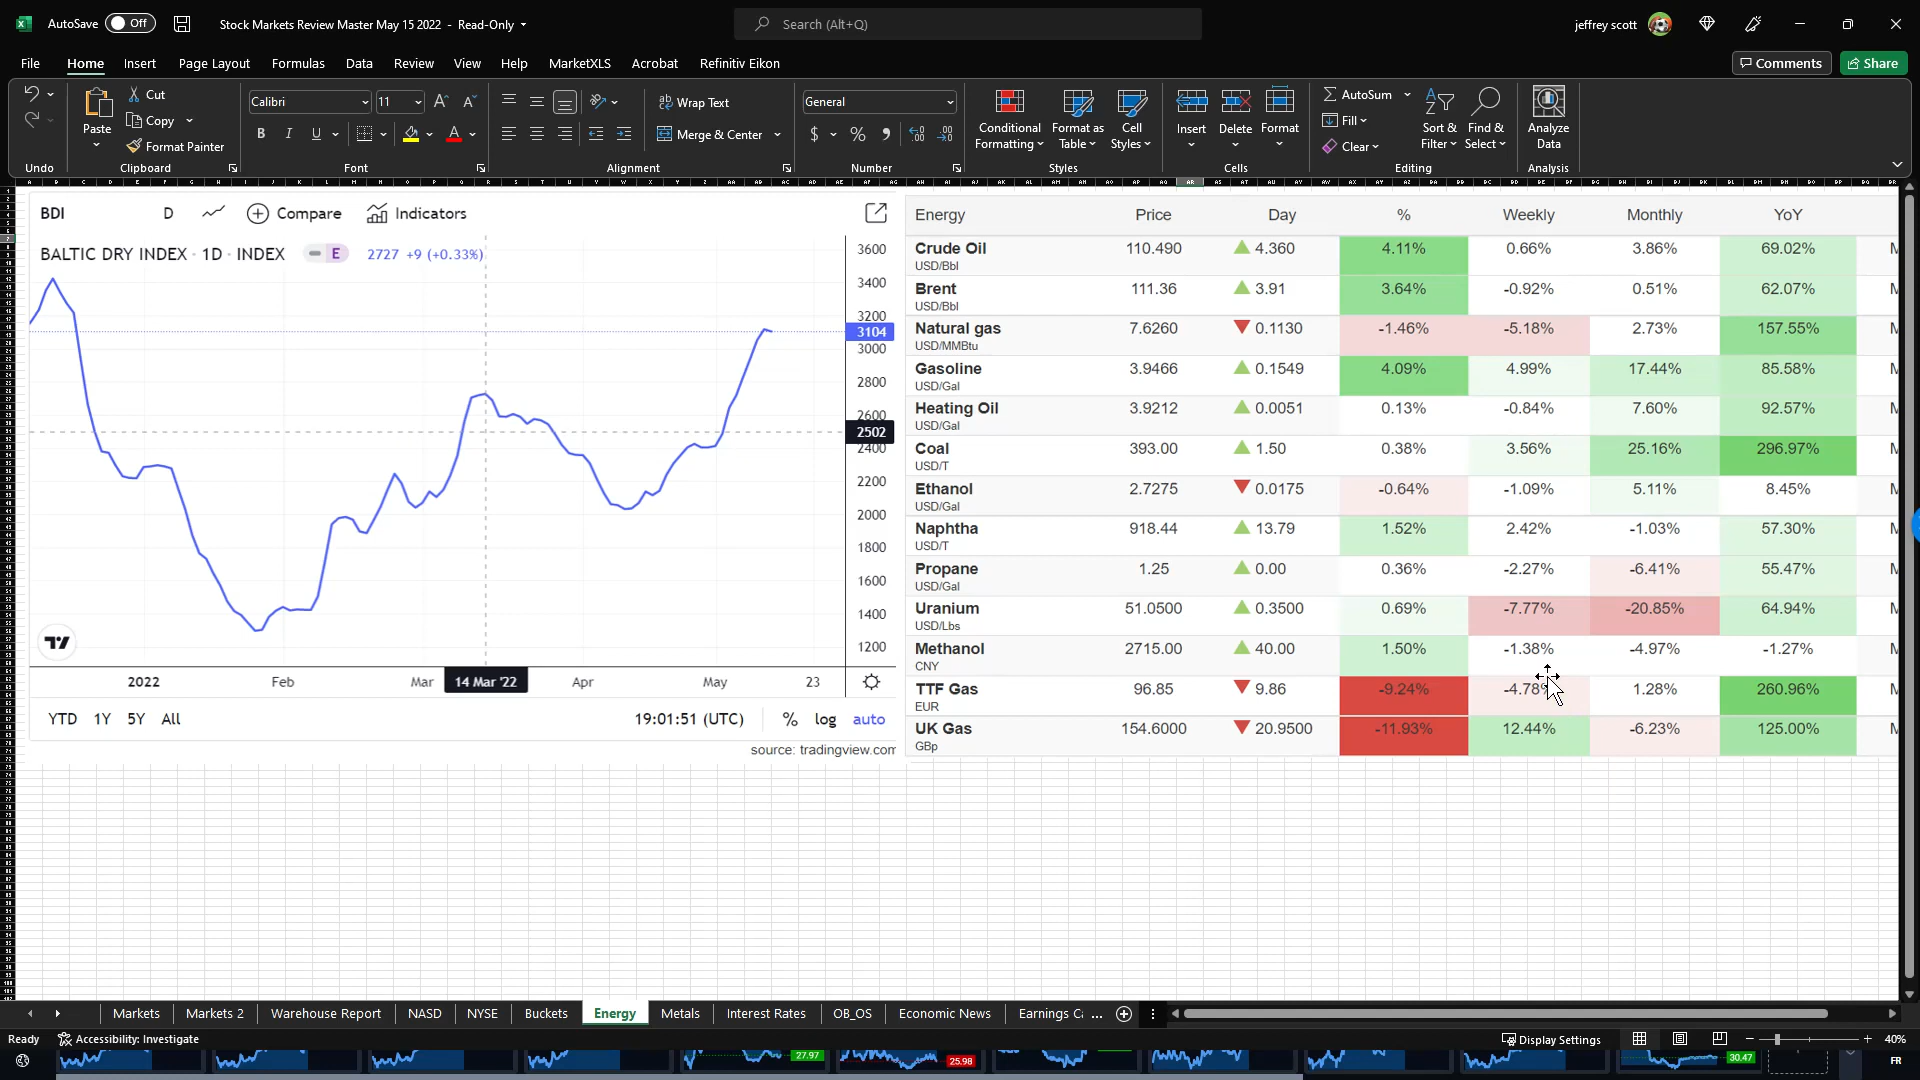 AutoSave Off Stock Markets Review Master May 15 2022 - Read-Only Search (Alt+Q) jeffrey scott
File Home Insert Page Layout Formulas Data Review View Help MarketXLS Acrobat Refinitiv Eikon Comments Share
Paste Cut Copy Format Painter
Calibri 11
B I U A
Wrap Text Merge & Center
General
$ %
Conditional Formatting Format as Table Cell Styles
Insert Delete Format
AutoSum Fill Clear
Sort & Filter Find & Select
Analyze Data
Undo Clipboard Font Alignment Number Styles Cells Editing Analysis
BDI D Compare Indicators
BALTIC DRY INDEX · 1D · INDEX E 2727 +9 (+0.33%)
3600
3400
3200
3104
3000
2800
2600
2502
2400
2200
2000
1800
1600
1400
1200
2022 Feb Mar 14 Mar '22 Apr May 23
YTD 1Y 5Y All 19:01:51 (UTC) % log auto
source: tradingview.com
Energy Price Day % Weekly Monthly YoY
Crude Oil 110.490 4.360 4.11% 0.66% 3.86% 69.02%
USD/Bbl
Brent 111.36 3.91 3.64% -0.92% 0.51% 62.07%
USD/Bbl
Natural gas 7.6260 0.1130 -1.46% -5.18% 2.73% 157.55%
USD/MMBtu
Gasoline 3.9466 0.1549 4.09% 4.99% 17.44% 85.58%
USD/Gal
Heating Oil 3.9212 0.0051 0.13% -0.84% 7.60% 92.57%
USD/Gal
Coal 393.00 1.50 0.38% 3.56% 25.16% 296.97%
USD/T
Ethanol 2.7275 0.0175 -0.64% -1.09% 5.11% 8.45%
USD/Gal
Naphtha 918.44 13.79 1.52% 2.42% -1.03% 57.30%
USD/T
Propane 1.25 0.00 0.36% -2.27% -6.41% 55.47%
USD/Gal
Uranium 51.0500 0.3500 0.69% -7.77% -20.85% 64.94%
USD/Lbs
Methanol 2715.00 40.00 1.50% -1.38% -4.97% -1.27%
CNY
TTF Gas 96.85 9.86 -9.24% -4.78% 1.28% 260.96%
EUR
UK Gas 154.6000 20.9500 -11.93% 12.44% -6.23% 125.00%
GBp
Markets Markets 2 Warehouse Report NASD NYSE Buckets Energy Metals Interest Rates OB_OS Economic News Earnings Ca ...
Ready Accessibility: Investigate Display Settings 40%
27.97 25.98 30.47 FR